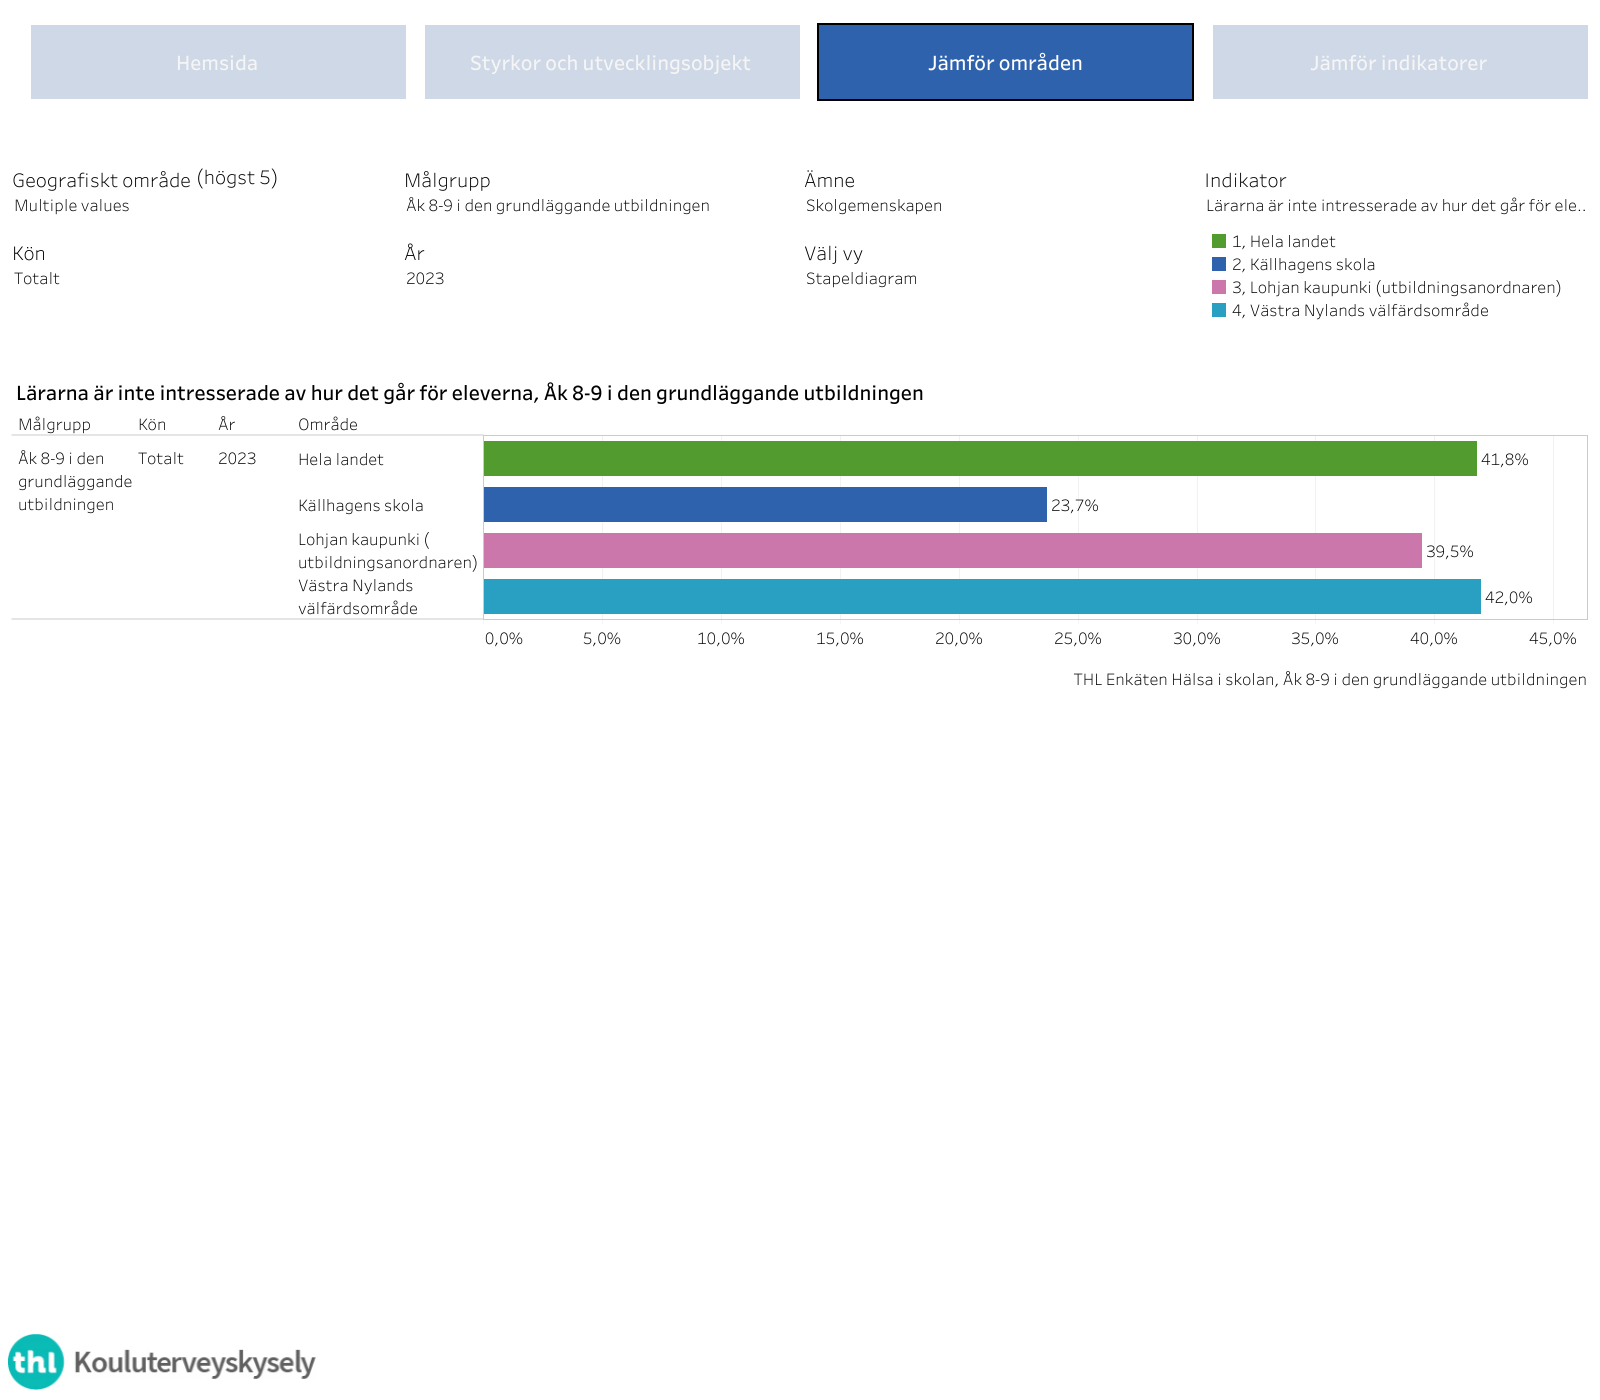 Hemsida
Styrkor och utvecklingsobjekt
Jämför områden
Jämför indikatorer
Geografiskt område (högst 5)
Multiple values
Målgrupp
Åk 8-9 i den grundläggande utbildningen
Ämne
Skolgemenskapen
Indikator
Lärarna är inte intresserade av hur det går för ele..
Kön
Totalt
År
2023
Välj vy
Stapeldiagram
1, Hela landet
2, Källhagens skola
3, Lohjan kaupunki (utbildningsanordnaren)
4, Västra Nylands välfärdsområde
Lärarna är inte intresserade av hur det går för eleverna, Åk 8-9 i den grundläggande utbildningen
Målgrupp Kön År Område
Åk 8-9 i den
grundläggande
utbildningen
Totalt
2023
Hela landet
41,8%
Källhagens skola
23,7%
Lohjan kaupunki (
utbildningsanordnaren)
39,5%
Västra Nylands
välfärdsområde
42,0%
0,0% 5,0% 10,0% 15,0% 20,0% 25,0% 30,0% 35,0% 40,0% 45,0%
THL Enkäten Hälsa i skolan, Åk 8-9 i den grundläggande utbildningen
thl Kouluterveyskysely